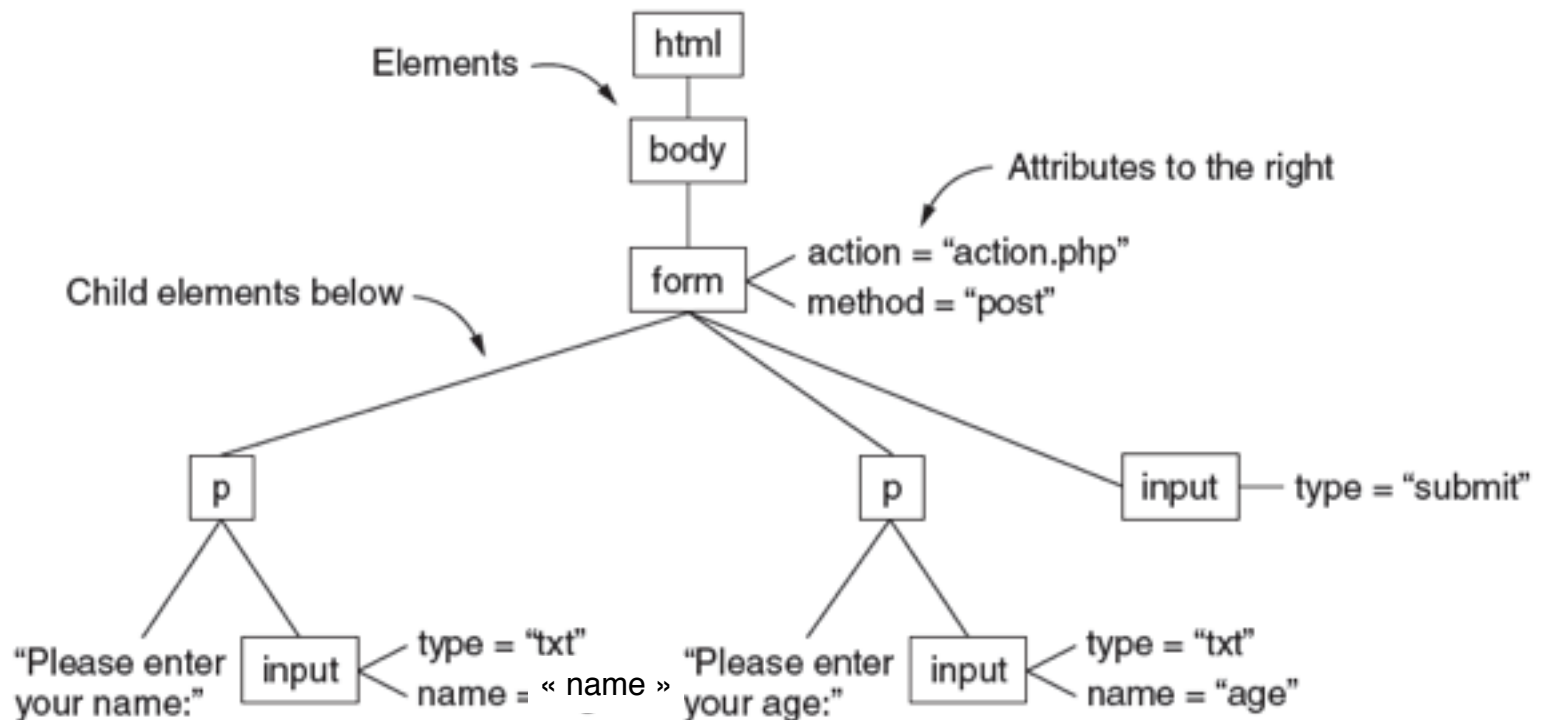 html
Elements
body
Attributes to the right
action = “action.php”
form
method = “post”
Child elements below
p
p
input
type = “submit”
“Please enter
your name:”
input
type = “txt”
name = « name »
“Please enter
your age:”
input
type = “txt”
name = “age”